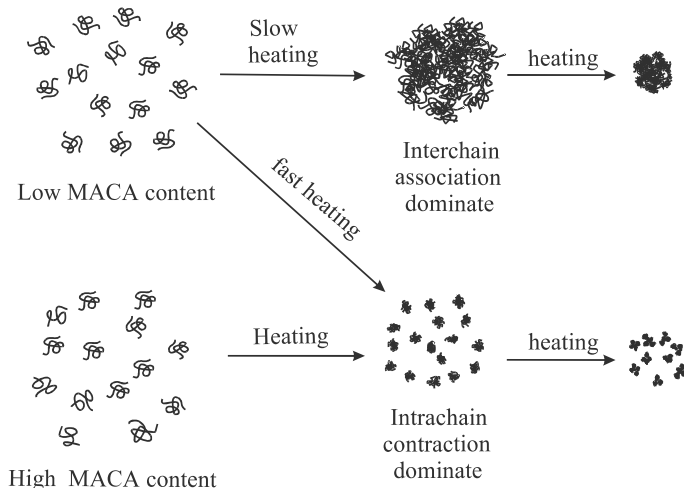 Slow
heating
heating
Interchain
association
dominate
Low MACA content
fast heating
Heating
heating
Intrachain
contraction
dominate
High MACA content